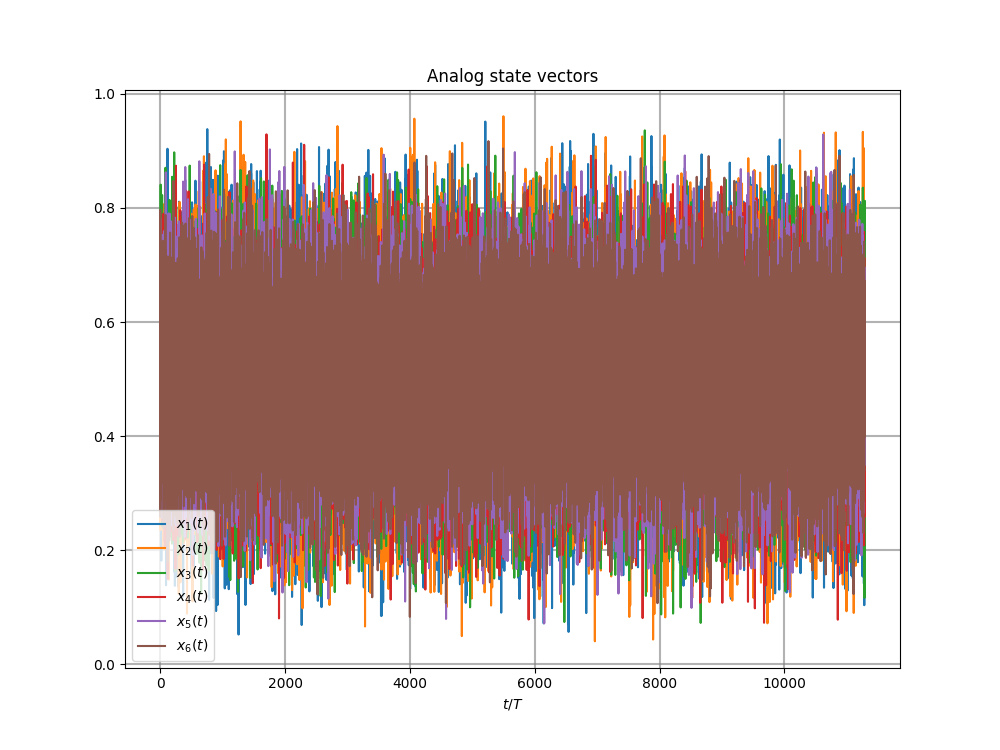 Analog state vectors
1.0
0.8
0.6
0.4
0.2
0.0
x₁(t)
x₂(t)
x₃(t)
x₄(t)
x₅(t)
x₆(t)
0 2000 4000 6000 8000 10000
t/T